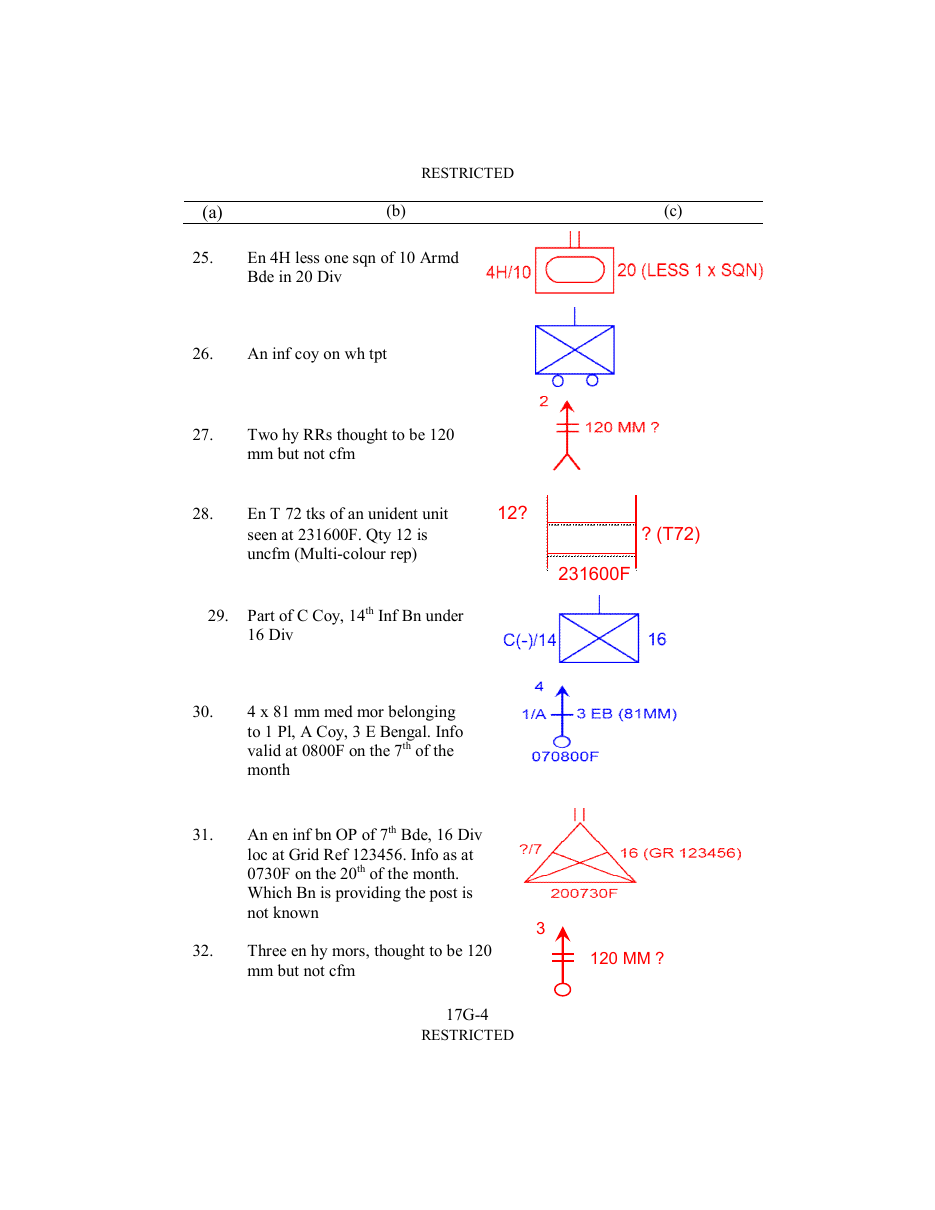 RESTRICTED
(a) (b) (c)
25. En 4H less one sqn of 10 Armd
Bde in 20 Div
4H/10 20 (LESS 1 x SQN)
26. An inf coy on wh tpt
2
120 MM ?
27. Two hy RRs thought to be 120
mm but not cfm
28. En T 72 tks of an unident unit
seen at 231600F. Qty 12 is
uncfm (Multi-colour rep)
12?
? (T72)
231600F
29. Part of C Coy, 14th Inf Bn under
16 Div
C(-)/14 16
30. 4 x 81 mm med mor belonging
to 1 Pl, A Coy, 3 E Bengal. Info
valid at 0800F on the 7th of the
month
4
1/A 3 EB (81MM)
070800F
31. An en inf bn OP of 7th Bde, 16 Div
loc at Grid Ref 123456. Info as at
0730F on the 20th of the month.
Which Bn is providing the post is
not known
?/7 16 (GR 123456)
200730F
32. Three en hy mors, thought to be 120
mm but not cfm
3
120 MM ?
17G-4
RESTRICTED